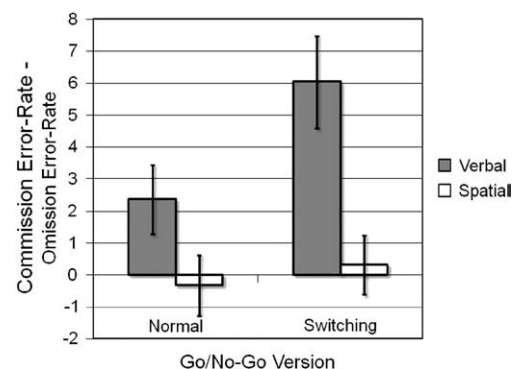 Commission Error-Rate -
Omission Error-Rate
8
7
6
5
4
3
2
1
0
-1
-2
Normal
Switching
Go/No-Go Version
Verbal
Spatial